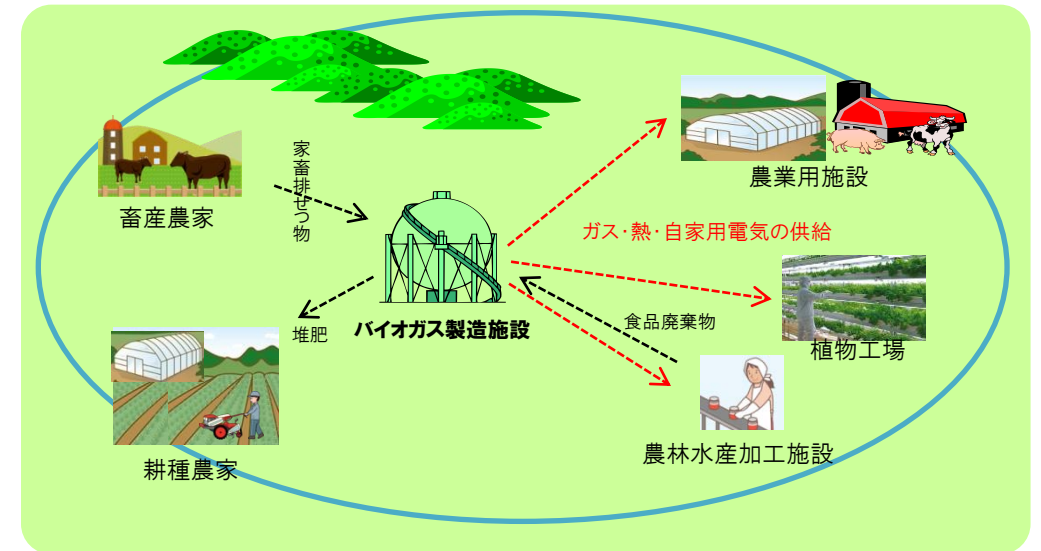 家畜排せつ物
畜産農家
農業用施設
ガス・熱・自家用電気の供給
バイオガス製造施設
堆肥
食品廃棄物
植物工場
農林水産加工施設
耕種農家